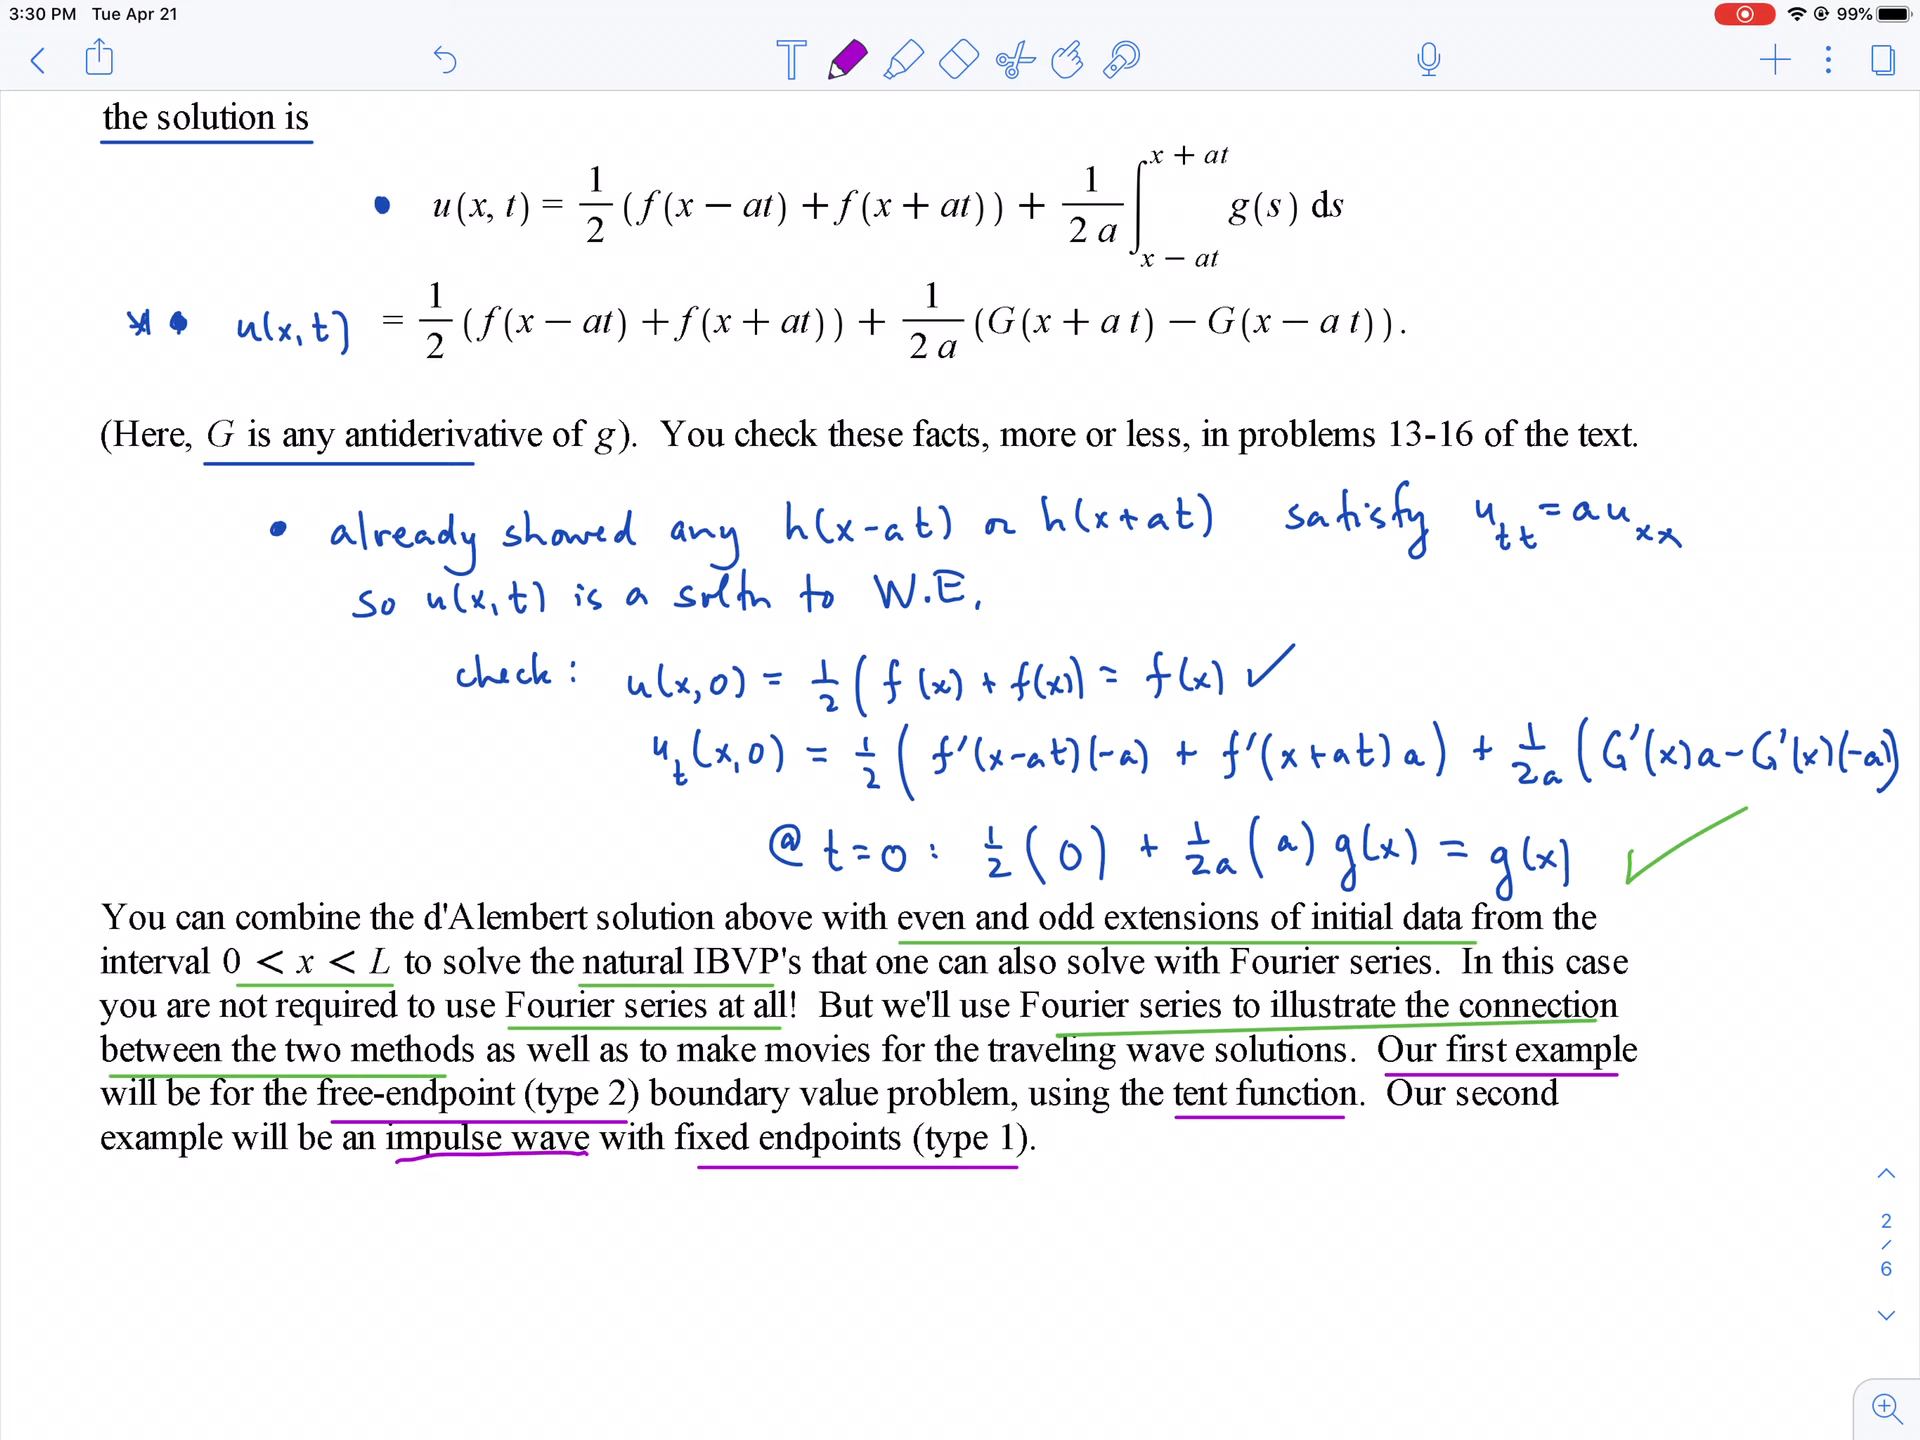 3:30 PM Tue Apr 21 99%
the solution is
• u(x, t) = 1/2 (f(x − at) + f(x + at)) + 1/(2 a) ∫_{x − at}^{x + at} g(s) ds
** • u(x,t) = 1/2 (f(x − at) + f(x + at)) + 1/(2 a) (G(x + a t) − G(x − a t)).
(Here, G is any antiderivative of g). You check these facts, more or less, in problems 13-16 of the text.
• already showed any h(x-at) or h(x+at) satisfy u_tt = a u_xx
so u(x,t) is a soltn to W.E.
check: u(x,0) = 1/2 (f(x) + f(x)) = f(x) ✓
u_t(x,0) = 1/2 (f'(x-at)(-a) + f'(x+at)a) + 1/2a (G'(x)a - G'(x)(-a))
@ t=0: 1/2 (0) + 1/2a (a) g(x) = g(x) ✓
You can combine the d'Alembert solution above with even and odd extensions of initial data from the
interval 0 < x < L to solve the natural IBVP's that one can also solve with Fourier series. In this case
you are not required to use Fourier series at all! But we'll use Fourier series to illustrate the connection
between the two methods as well as to make movies for the traveling wave solutions. Our first example
will be for the free-endpoint (type 2) boundary value problem, using the tent function. Our second
example will be an impulse wave with fixed endpoints (type 1).
2
/
6